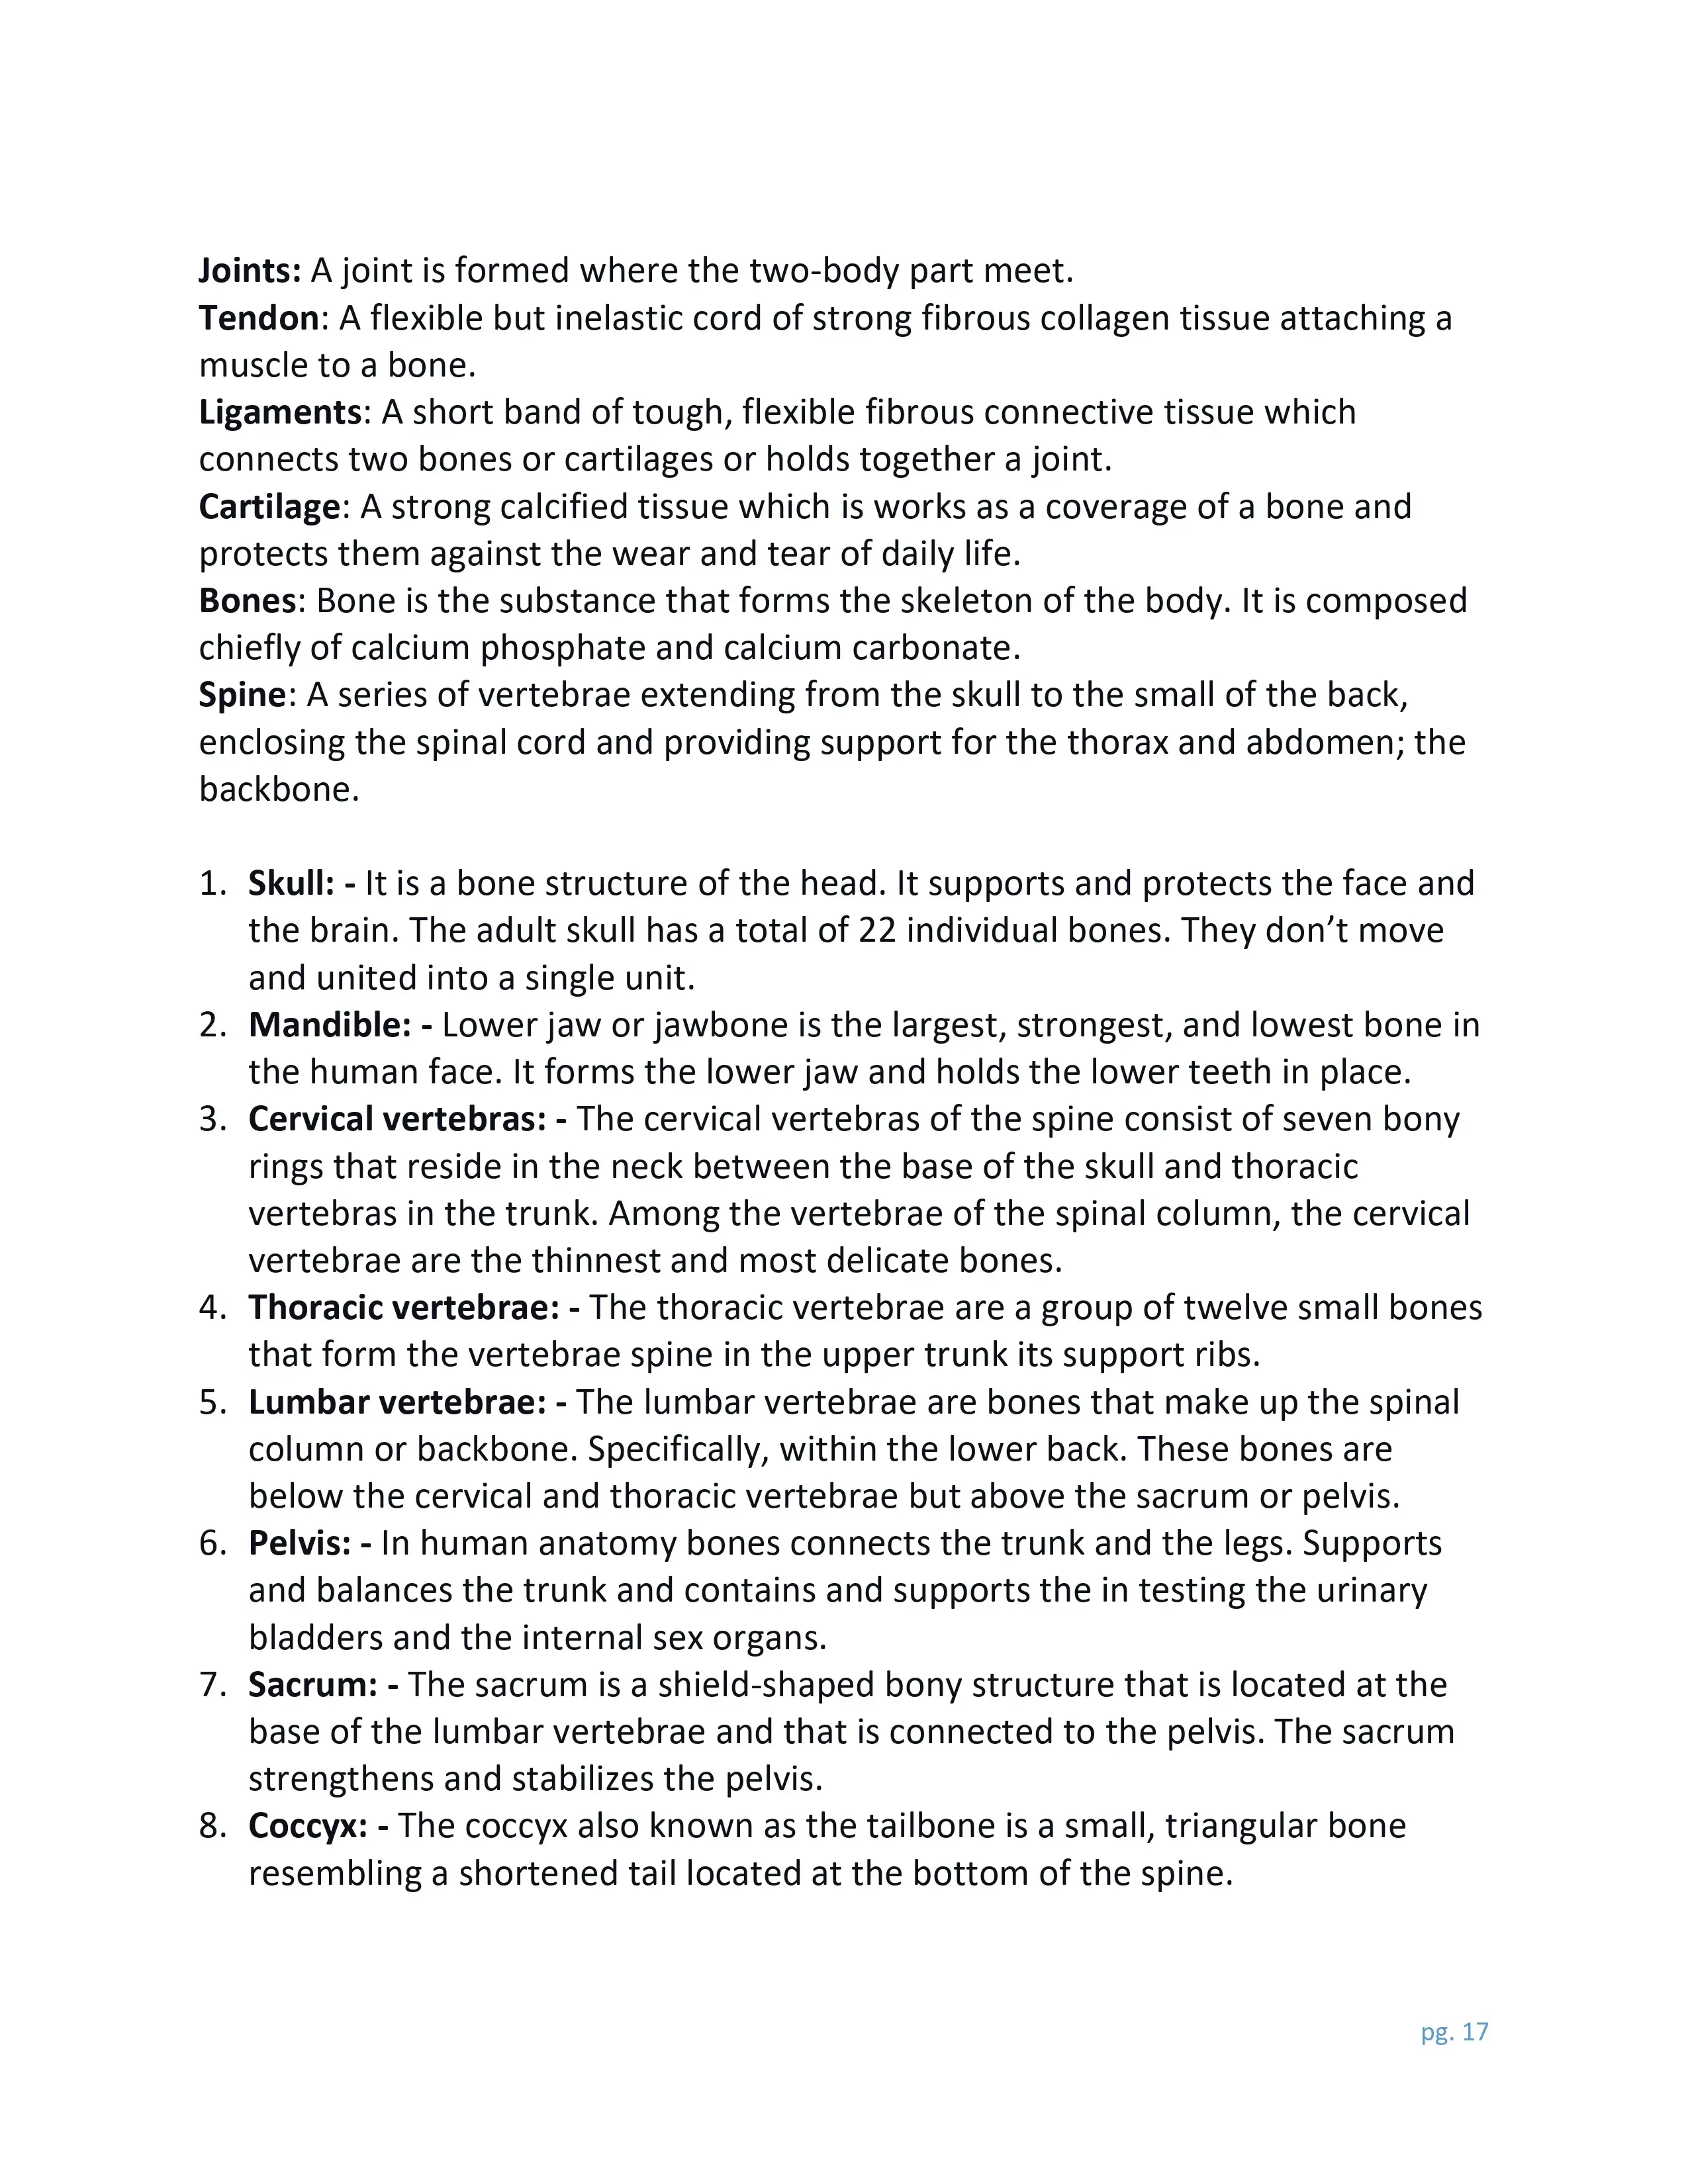 Joints: A joint is formed where the two-body part meet.
Tendon: A flexible but inelastic cord of strong fibrous collagen tissue attaching a
muscle to a bone.
Ligaments: A short band of tough, flexible fibrous connective tissue which
connects two bones or cartilages or holds together a joint.
Cartilage: A strong calcified tissue which is works as a coverage of a bone and
protects them against the wear and tear of daily life.
Bones: Bone is the substance that forms the skeleton of the body. It is composed
chiefly of calcium phosphate and calcium carbonate.
Spine: A series of vertebrae extending from the skull to the small of the back,
enclosing the spinal cord and providing support for the thorax and abdomen; the
backbone.
1. Skull: - It is a bone structure of the head. It supports and protects the face and
the brain. The adult skull has a total of 22 individual bones. They don’t move
and united into a single unit.
2. Mandible: - Lower jaw or jawbone is the largest, strongest, and lowest bone in
the human face. It forms the lower jaw and holds the lower teeth in place.
3. Cervical vertebras: - The cervical vertebras of the spine consist of seven bony
rings that reside in the neck between the base of the skull and thoracic
vertebras in the trunk. Among the vertebrae of the spinal column, the cervical
vertebrae are the thinnest and most delicate bones.
4. Thoracic vertebrae: - The thoracic vertebrae are a group of twelve small bones
that form the vertebrae spine in the upper trunk its support ribs.
5. Lumbar vertebrae: - The lumbar vertebrae are bones that make up the spinal
column or backbone. Specifically, within the lower back. These bones are
below the cervical and thoracic vertebrae but above the sacrum or pelvis.
6. Pelvis: - In human anatomy bones connects the trunk and the legs. Supports
and balances the trunk and contains and supports the in testing the urinary
bladders and the internal sex organs.
7. Sacrum: - The sacrum is a shield-shaped bony structure that is located at the
base of the lumbar vertebrae and that is connected to the pelvis. The sacrum
strengthens and stabilizes the pelvis.
8. Coccyx: - The coccyx also known as the tailbone is a small, triangular bone
resembling a shortened tail located at the bottom of the spine.
pg. 17